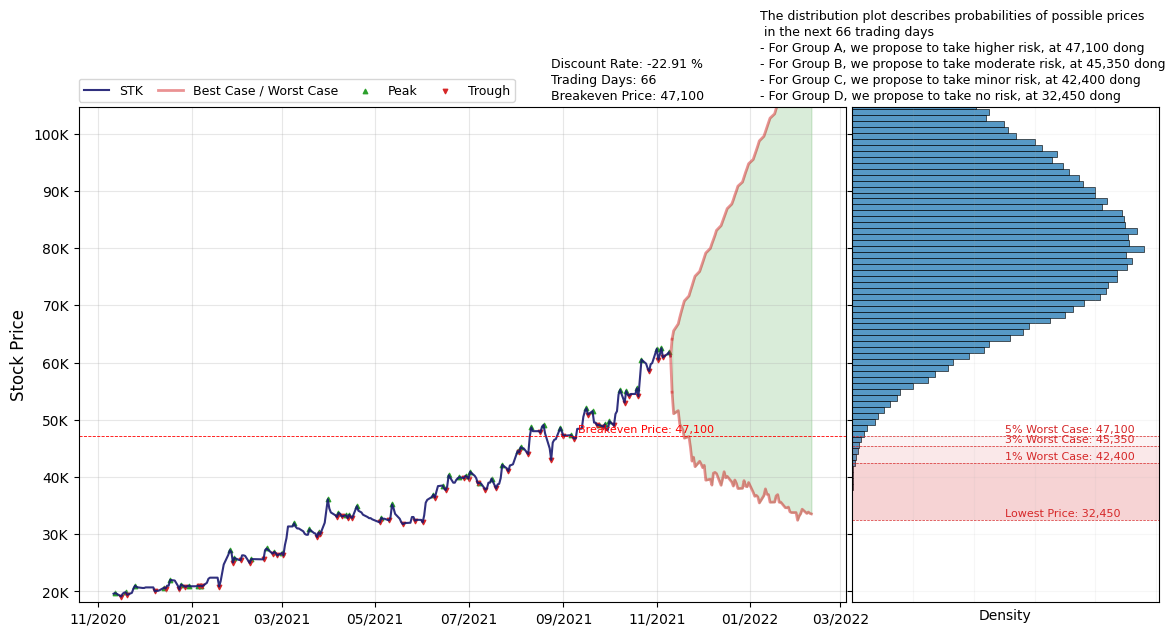 The distribution plot describes probabilities of possible prices
in the next 66 trading days
- For Group A, we propose to take higher risk, at 47,100 dong
- For Group B, we propose to take moderate risk, at 45,350 dong
- For Group C, we propose to take minor risk, at 42,400 dong
- For Group D, we propose to take no risk, at 32,450 dong
Discount Rate: -22.91 %
Trading Days: 66
Breakeven Price: 47,100
STK Best Case / Worst Case Peak Trough
Stock Price
100K
90K
80K
70K
60K
50K
40K
30K
20K
Breakeven Price: 47,100
5% Worst Case: 47,100
3% Worst Case: 45,350
1% Worst Case: 42,400
Lowest Price: 32,450
11/2020 01/2021 03/2021 05/2021 07/2021 09/2021 11/2021 01/2022 03/2022
Density